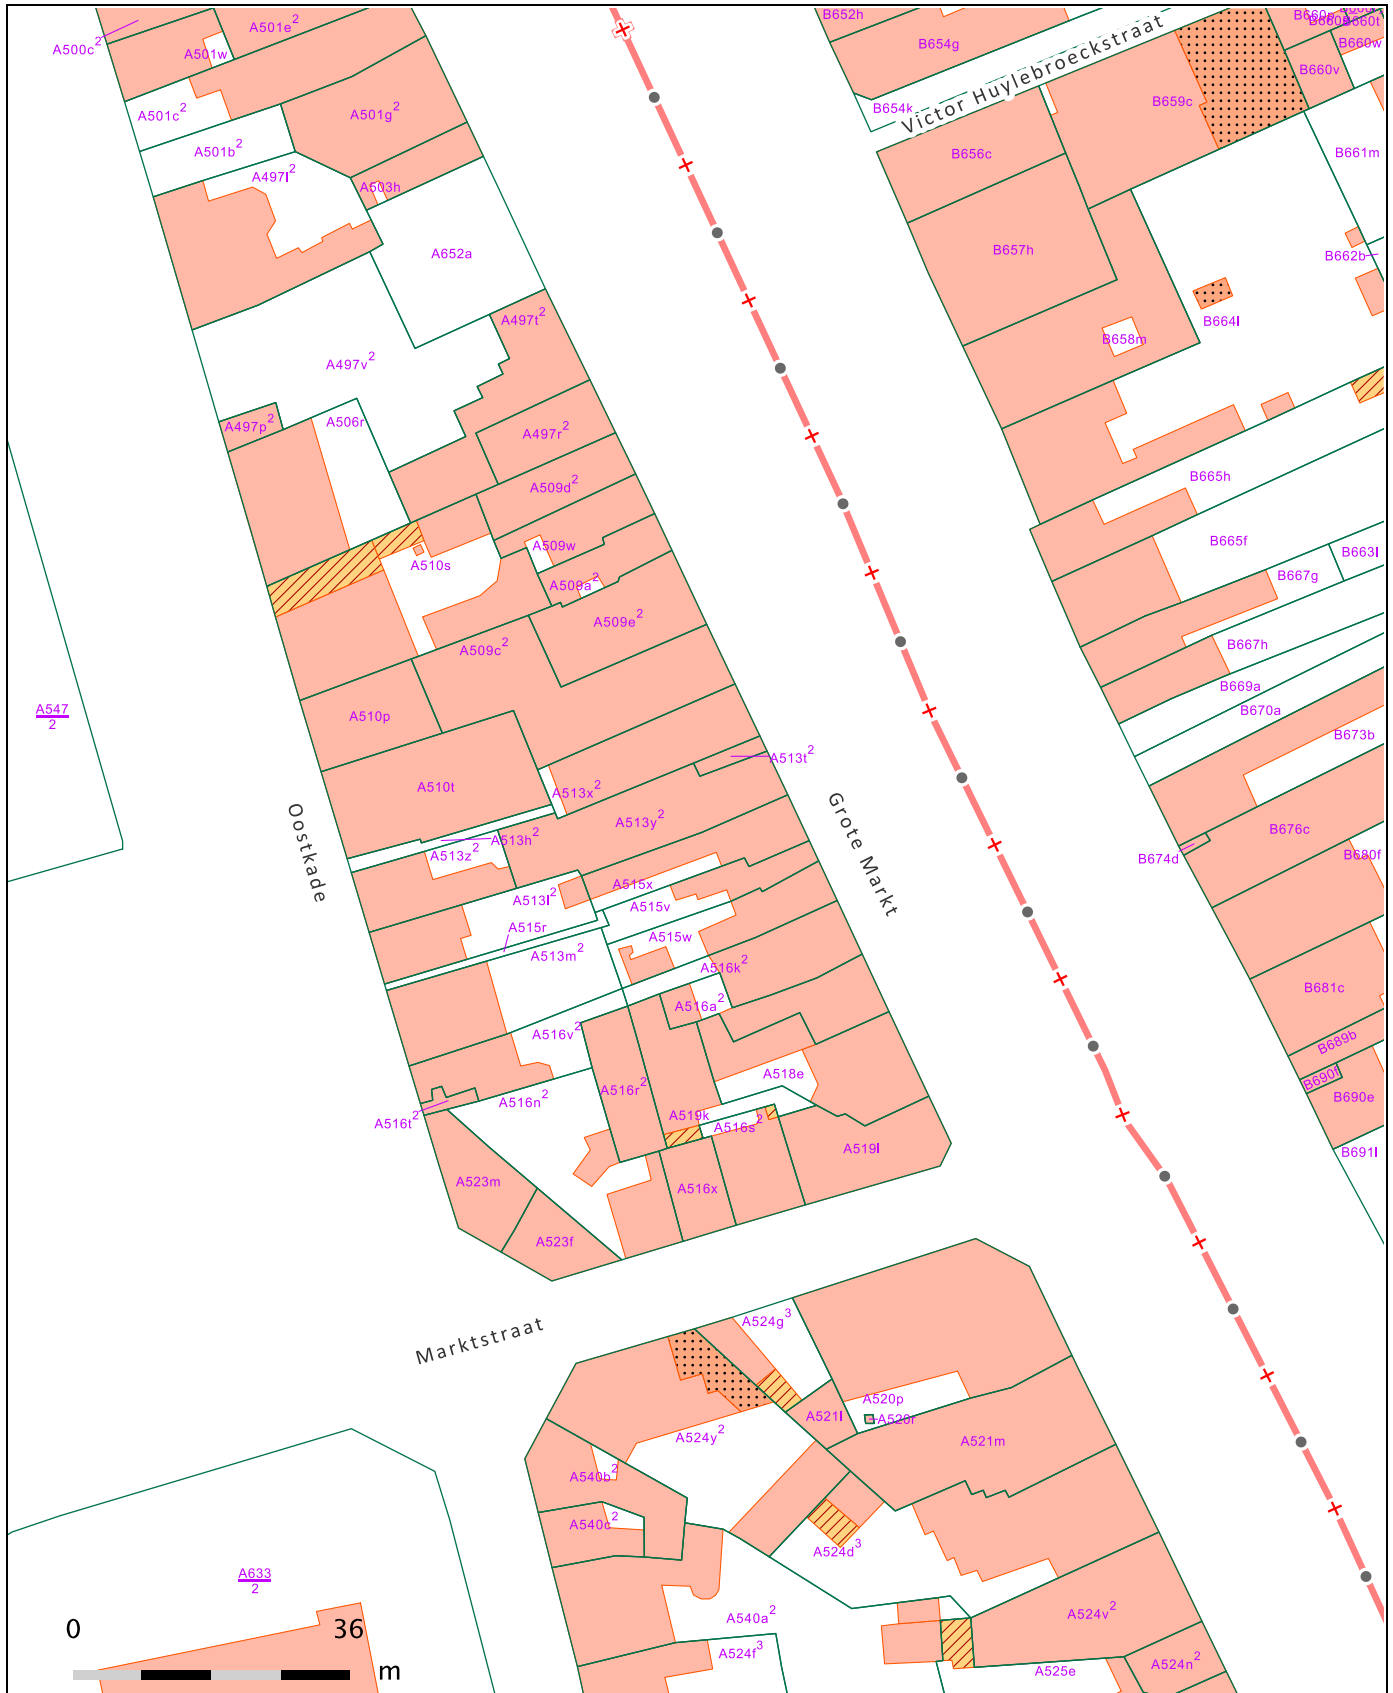 B652h
B660p
B660s
B660t
A501e²
A500c²
A501w
B654g
B660w
B660v
Victor Huylebroeckstraat
B654k
B659c
A501c²
A501g²
A501b²
B656c
B661m
A497l²
A503h
A652a
B657h
B662b
A497t²
B664l
B658m
A497v²
A506r
A497p²
A497r²
B665h
A509d²
A509w
B665f
B663l
A510s
A509a²
B667g
A509e²
A509c²
B667h
B669a
A547
2
A510p
B670a
B673b
A513t²
A510t
A513x²
Oostkade
Grote Markt
A513y²
B676c
A513h²
A513z²
B674d
B680f
A515x
A513l²
A515v
A515r
A515w
A513m²
A516k²
B681c
A516a²
A516v²
B689b
A518e
B690f
A516r²
A516n²
B690e
A516t²
A519k
A516s²
A519l
B691l
A523m
A516x
A523f
Marktstraat
A524g³
A520p
A521l
A520r
A524y²
A521m
A540b²
A540c²
A524d³
A633
2
A540a²
A524v²
0 36
m
A524f³
A525e
A524n²